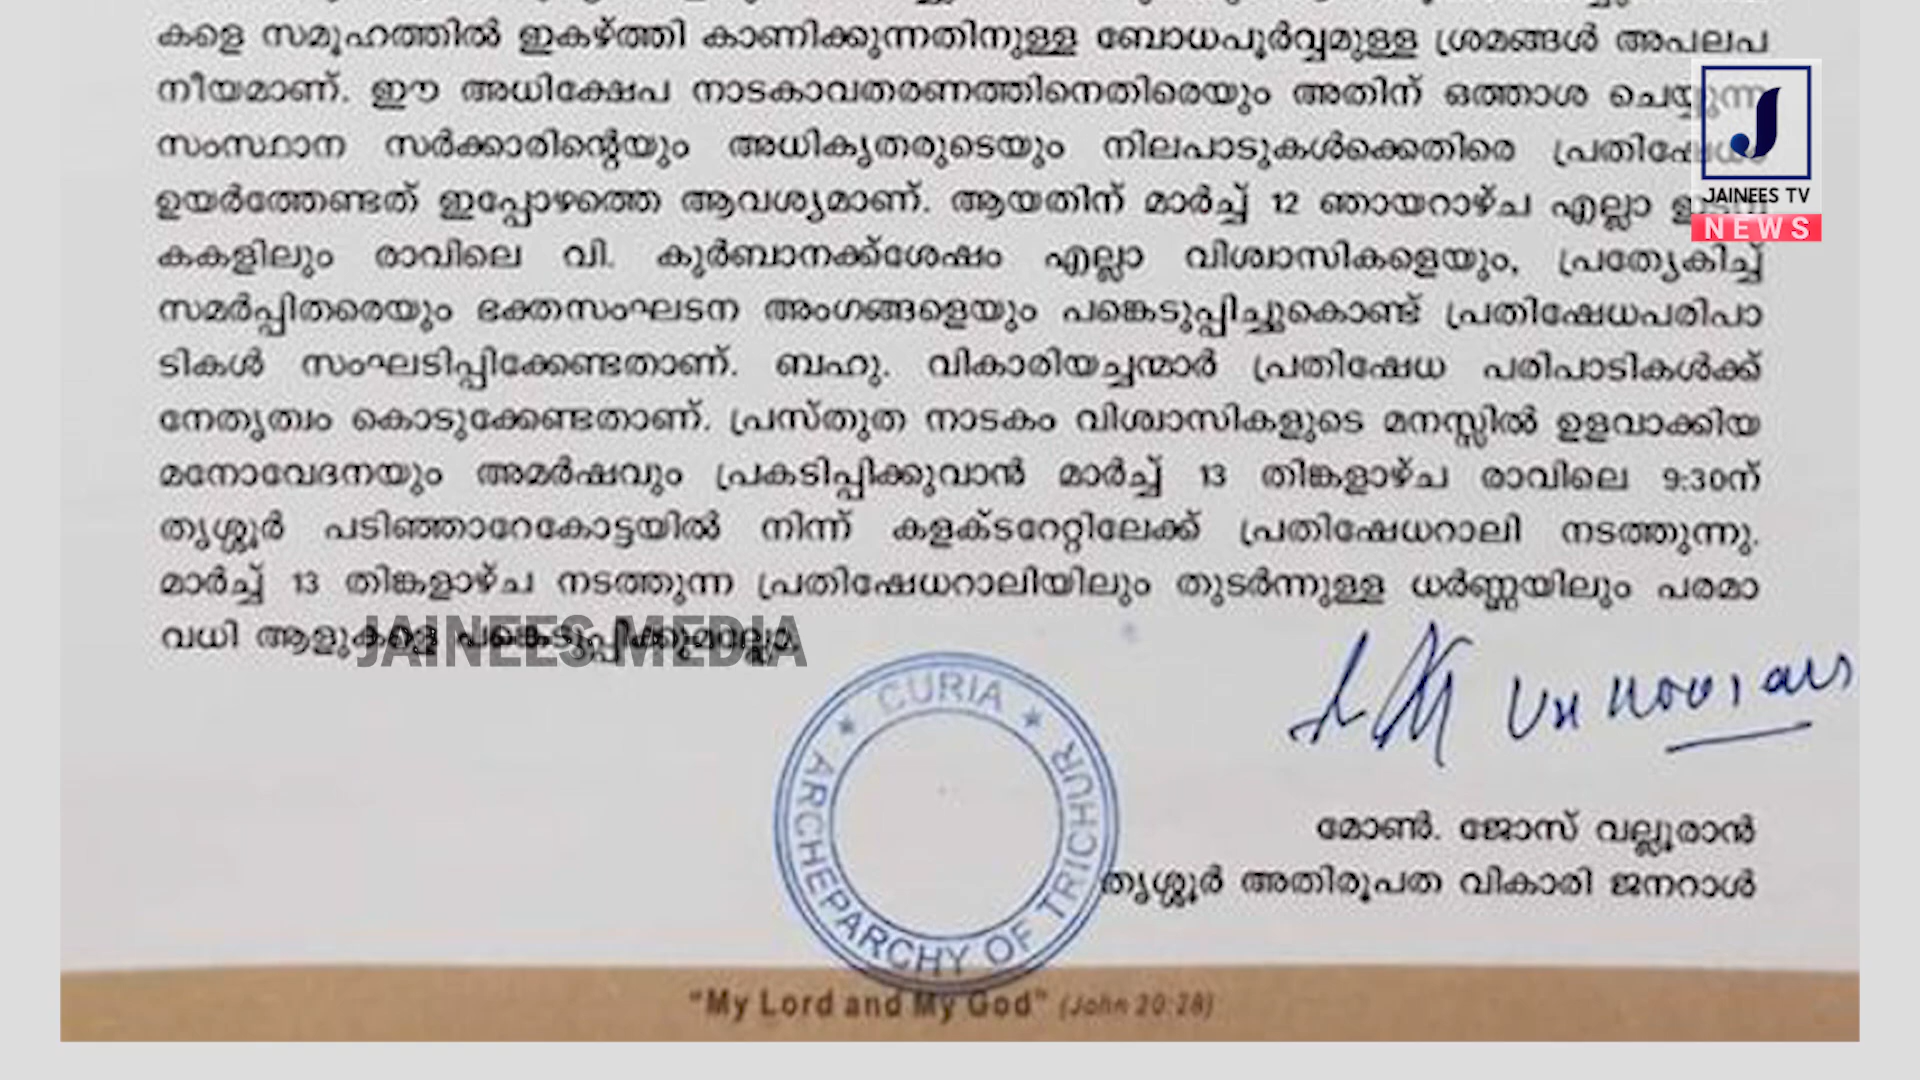 കളെ സമൂഹത്തിൽ ഇകഴ്ത്തി കാണിക്കുന്നതിനുള്ള ബോധപൂർവ്വമുള്ള ശ്രമങ്ങൾ അപലപ
നീയമാണ്. ഈ അധിക്ഷേപ നാടകാവതരണത്തിനെതിരെയും അതിന് ഒത്താശ ചെയ്യുന്ന
സംസ്ഥാന സർക്കാരിന്റെയും അധികൃതരുടെയും നിലപാടുകൾക്കെതിരെ
ഉയർത്തേണ്ടത് ഇപ്പോഴത്തെ ആവശ്യമാണ്. ആയതിന് മാർച്ച് 12 ഞായറാഴ്ച എല്ലാ
കകളിലും രാവിലെ വി. കുർബാനക്ക്ശേഷം എല്ലാ വിശ്വാസികളെയും, പ്രത്യേകിച്ച്
സമർപ്പിതരെയും ഭക്തസംഘടന അംഗങ്ങളെയും പങ്കെടുപ്പിച്ചുകൊണ്ട് പ്രതിഷേധപരിപാ
ടികൾ സംഘടിപ്പിക്കേണ്ടതാണ്. ബഹു. വികാരിയച്ചന്മാർ പ്രതിഷേധ പരിപാടികൾക്ക്
നേതൃത്വം കൊടുക്കേണ്ടതാണ്. പ്രസ്തുത നാടകം വിശ്വാസികളുടെ മനസ്സിൽ ഉളവാക്കിയ
മനോവേദനയും അമർഷവും പ്രകടിപ്പിക്കുവാൻ മാർച്ച് 13 തിങ്കളാഴ്ച രാവിലെ 9:30ന്
തൃശ്ശൂർ പടിഞ്ഞാറേകോട്ടയിൽ നിന്ന് കളക്ടറേറ്റിലേക്ക് പ്രതിഷേധറാലി നടത്തുന്നു.
മാർച്ച് 13 തിങ്കളാഴ്ച നടത്തുന്ന പ്രതിഷേധറാലിയിലും തുടർന്നുള്ള ധർണ്ണയിലും പരമാ
വധി ആളുകളെ പങ്കെടുപ്പിക്കുമല്ലോ.
JAINEES MEDIA
JAINEES TV
NEWS
CURIA
ARCHEPARCHY OF TRICHUR
മോൺ. ജോസ് വല്ലൂരാൻ
തൃശ്ശൂർ അതിരൂപത വികാരി ജനറാൾ
"My Lord and My God" (John 20:28)